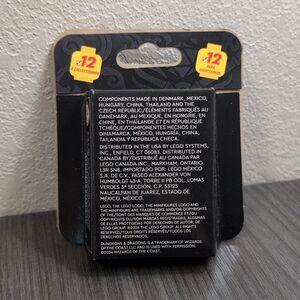 12
À COLLECTIONNER
12
PARA COLECCIONAR
COMPONENTS MADE IN DENMARK, MEXICO,
HUNGARY, CHINA, THAILAND AND THE
CZECH REPUBLIC/ÉLÉMENTS FABRIQUÉS AU
DANEMARK, AU MEXIQUE, EN HONGRIE, EN
CHINE, EN THAÏLANDE ET EN RÉPUBLIQUE
TCHÈQUE/COMPONENTES HECHOS EN
DINAMARCA, MÉXICO, HUNGRÍA, CHINA,
TAILANDIA Y REPÚBLICA CHECA.
DISTRIBUTED IN THE USA BY LEGO SYSTEMS,
INC., ENFIELD, CT 06083. DISTRIBUTED IN
CANADA BY/DISTRIBUÉ AU CANADA PAR
LEGO CANADA INC., MARKHAM, ONTARIO
L3R 5N8. IMPORTADO POR: LEGO MÉXICO
S.A. DE C.V., PASEO ALEXANDER VON
HUMBOLDT 43-A, TORRE II PB COL. LOMAS
VERDES 3ª SECCIÓN, C.P. 53125
NAUCALPAN DE JUÁREZ, ESTADO DE
MÉXICO, MÉXICO.
LEGO, THE LEGO LOGO, THE MINIFIGURES LOGO AND
THE MINIFIGURE ARE TRADEMARKS AND/OR COPYRIGHTS
OF THE/SONT DES MARQUES DE COMMERCE ET/OU
COPYRIGHTS DU/SON MARCAS REGISTRADAS, ALGUNAS
DE ESTAS SON DERECHOS DE AUTOR DE
LEGO GROUP. ©2024 THE LEGO GROUP. ALL RIGHTS
RESERVED/TOUS DROITS RÉSERVÉS/TODOS LOS
DERECHOS RESERVADOS.
DUNGEONS & DRAGONS IS A TRADEMARK OF WIZARDS
OF THE COAST LLC AND IS USED WITH PERMISSION.
©2024 WIZARDS OF THE COAST.